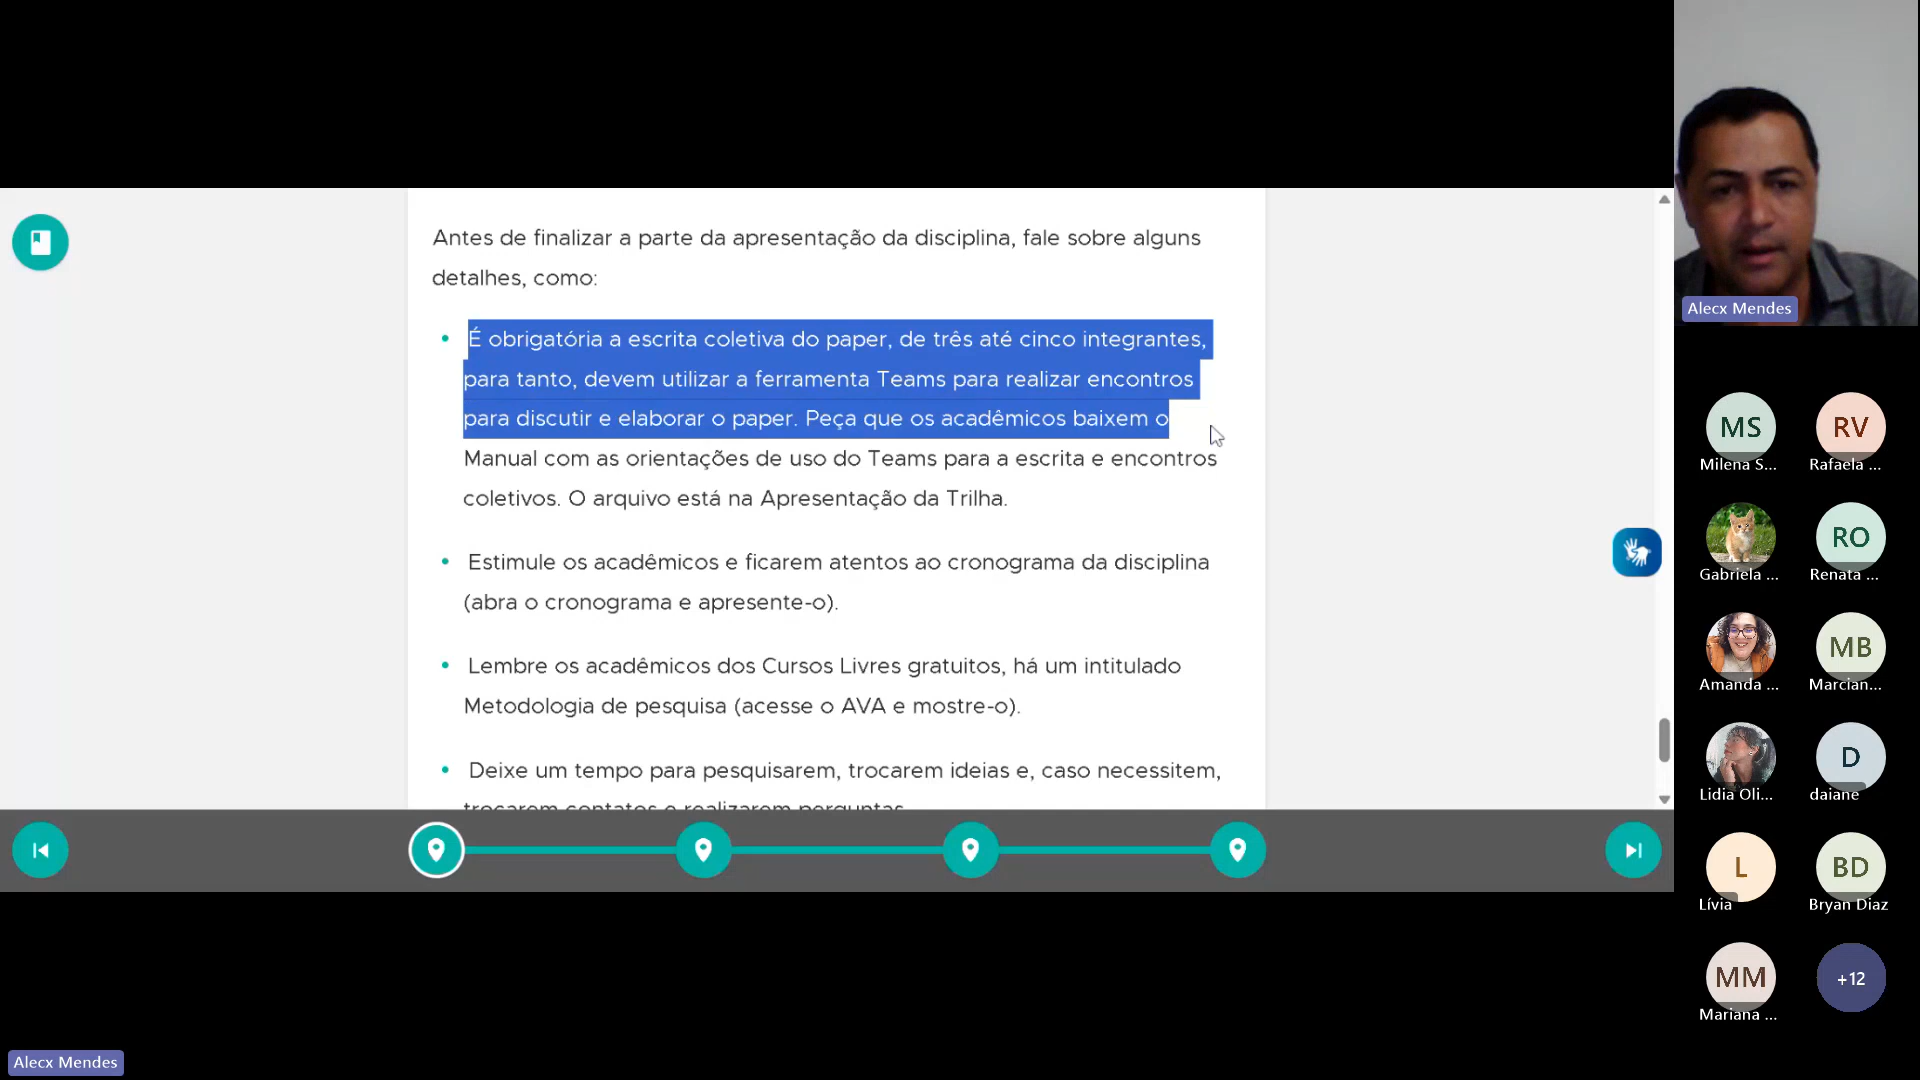 Antes de finalizar a parte da apresentação da disciplina, fale sobre alguns
detalhes, como:
É obrigatória a escrita coletiva do paper, de três até cinco integrantes,
para tanto, devem utilizar a ferramenta Teams para realizar encontros
para discutir e elaborar o paper. Peça que os acadêmicos baixem o
Manual com as orientações de uso do Teams para a escrita e encontros
coletivos. O arquivo está na Apresentação da Trilha.
Estimule os acadêmicos e ficarem atentos ao cronograma da disciplina
(abra o cronograma e apresente-o).
Lembre os acadêmicos dos Cursos Livres gratuitos, há um intitulado
Metodologia de pesquisa (acesse o AVA e mostre-o).
Deixe um tempo para pesquisarem, trocarem ideias e, caso necessitem,
trocarem contatos e realizarem perguntas.
Alecx Mendes
MS
Milena S...
RV
Rafaela ...
Gabriela ...
RO
Renata ...
Amanda ...
MB
Marcian...
Lidia Oli...
D
daiane
L
Lívia
BD
Bryan Diaz
MM
Mariana ...
+12
Alecx Mendes